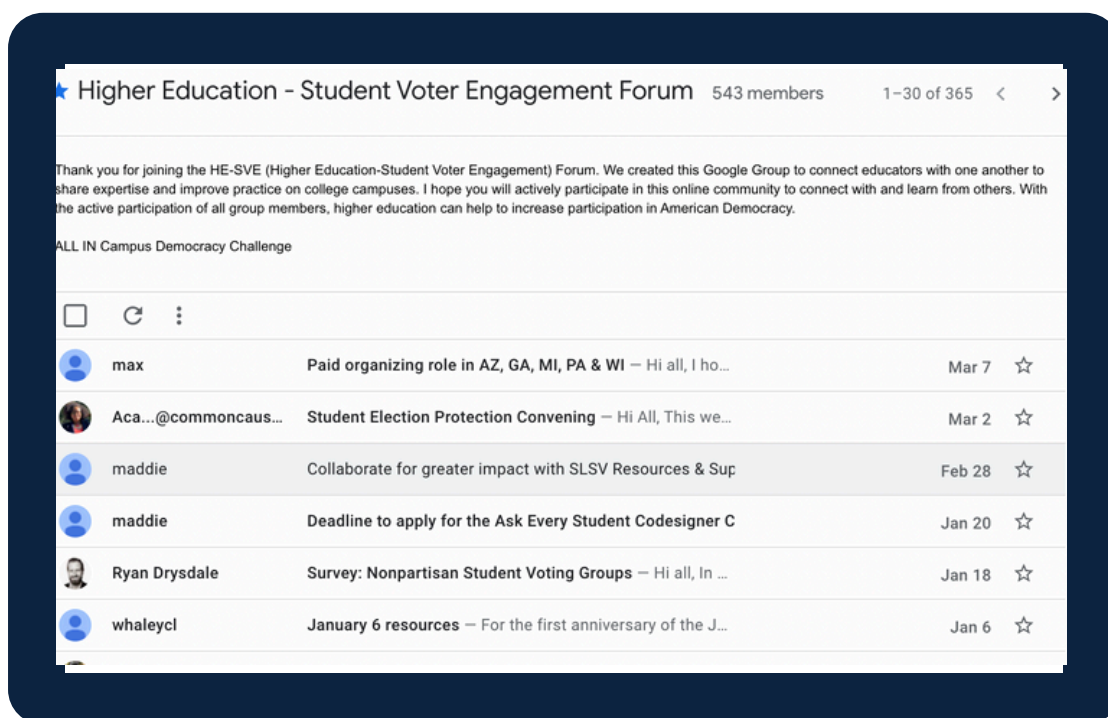 Higher Education - Student Voter Engagement Forum 543 members 1–30 of 365
Thank you for joining the HE-SVE (Higher Education-Student Voter Engagement) Forum. We created this Google Group to connect educators with one another to
share expertise and improve practice on college campuses. I hope you will actively participate in this online community to connect with and learn from others. With
the active participation of all group members, higher education can help to increase participation in American Democracy.
ALL IN Campus Democracy Challenge
max Paid organizing role in AZ, GA, MI, PA & WI — Hi all, I ho... Mar 7
Aca...@commoncaus... Student Election Protection Convening — Hi All, This we... Mar 2
maddie Collaborate for greater impact with SLSV Resources & Sup Feb 28
maddie Deadline to apply for the Ask Every Student Codesigner C Jan 20
Ryan Drysdale Survey: Nonpartisan Student Voting Groups — Hi all, In ... Jan 18
whaleycl January 6 resources — For the first anniversary of the J... Jan 6